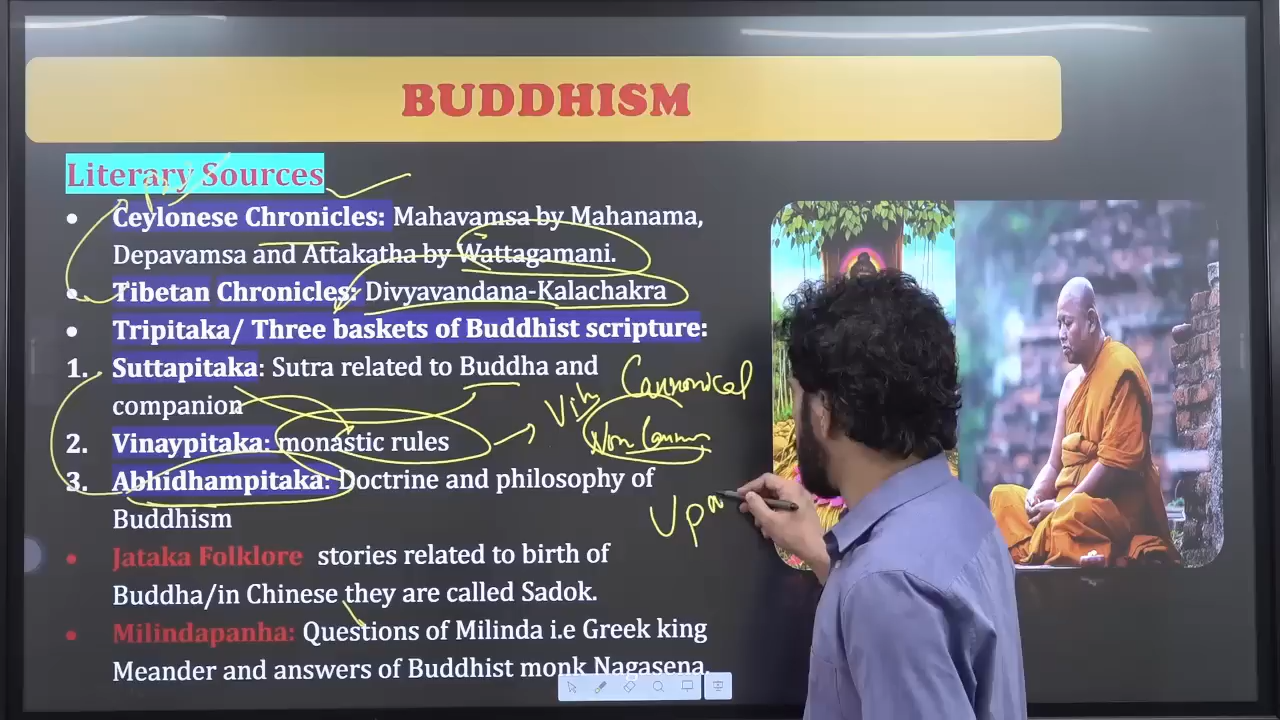 BUDDHISM
Literary Sources
• Ceylonese Chronicles: Mahavamsa by Mahanama,
Depavamsa and Attakatha by Wattagamani.
• Tibetan Chronicles: Divyavandana-Kalachakra
• Tripitaka/ Three baskets of Buddhist scripture:
1. Suttapitaka: Sutra related to Buddha and
companion
2. Vinaypitaka: monastic rules
3. Abhidhampitaka: Doctrine and philosophy of
Buddhism
• Jataka Folklore stories related to birth of
Buddha/in Chinese they are called Sadok.
• Milindapanha: Questions of Milinda i.e Greek king
Meander and answers of Buddhist monk Nagasena.
Cannonical
Non
Upa